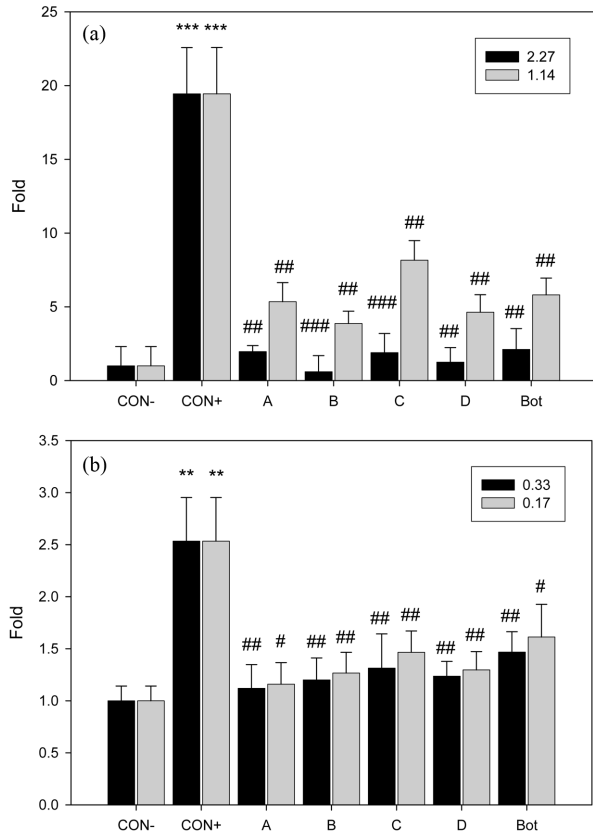 (a)
*** ***
2.27
1.14
Fold
25
20
15
10
5
0
## ## ### ## ### ## ## ## ## ##
CON- CON+ A B C D Bot
(b)
** **
0.33
0.17
Fold
3.5
3.0
2.5
2.0
1.5
1.0
0.5
0.0
## # ## ## ## ## ## ## ## #
CON- CON+ A B C D Bot